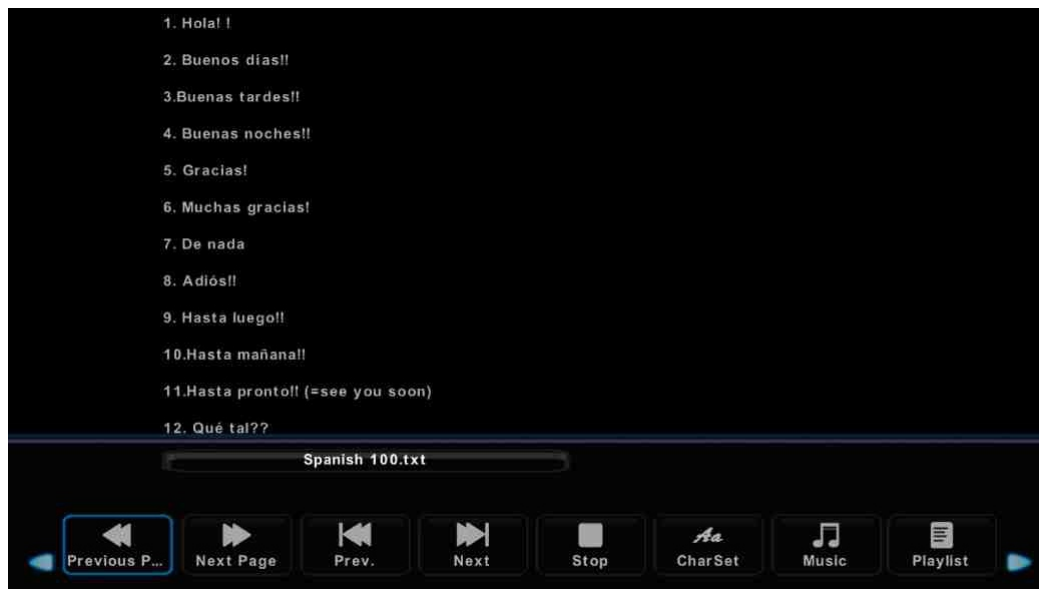 1. Hola! !
2. Buenos días!!
3.Buenas tardes!!
4. Buenas noches!!
5. Gracias!
6. Muchas gracias!
7. De nada
8. Adiós!!
9. Hasta luego!!
10.Hasta mañana!!
11.Hasta pronto!! (=see you soon)
12. Qué tal??
Spanish 100.txt
Previous P... Next Page Prev. Next Stop Aa CharSet Music Playlist